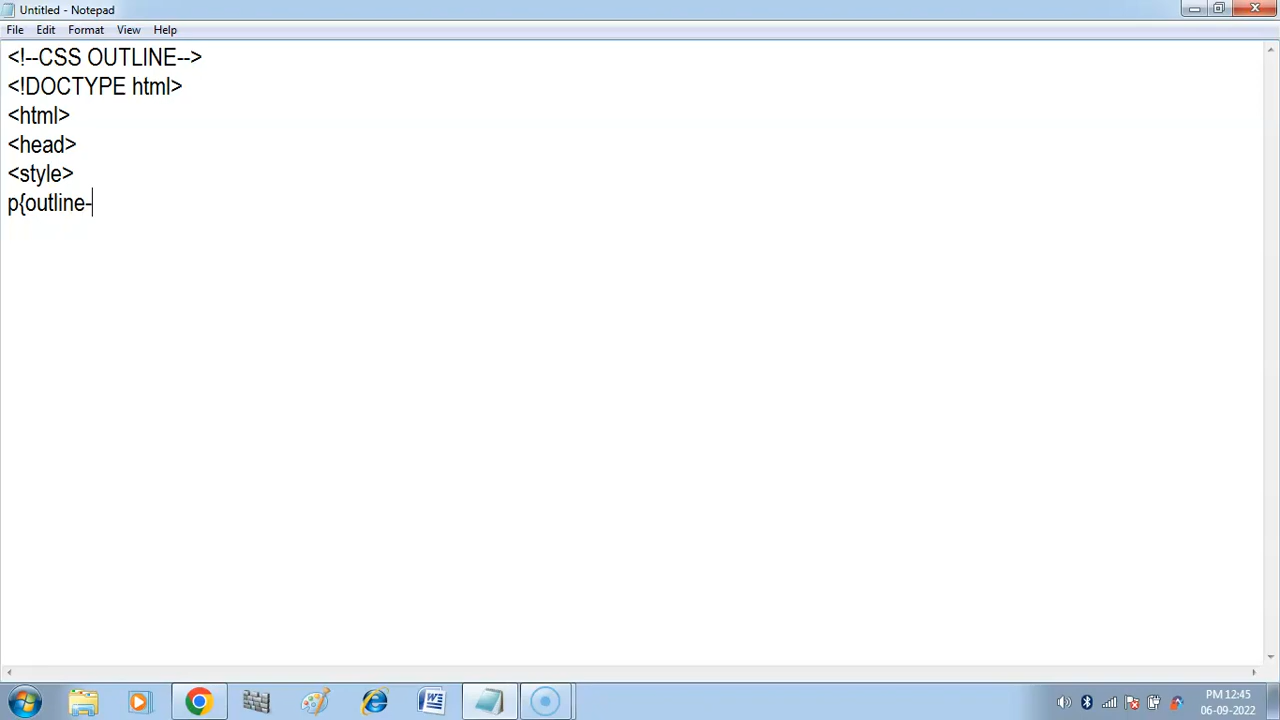 Untitled - Notepad
File Edit Format View Help
<!--CSS OUTLINE-->
<!DOCTYPE html>
<html>
<head>
<style>
p{outline-
PM 12:45
06-09-2022